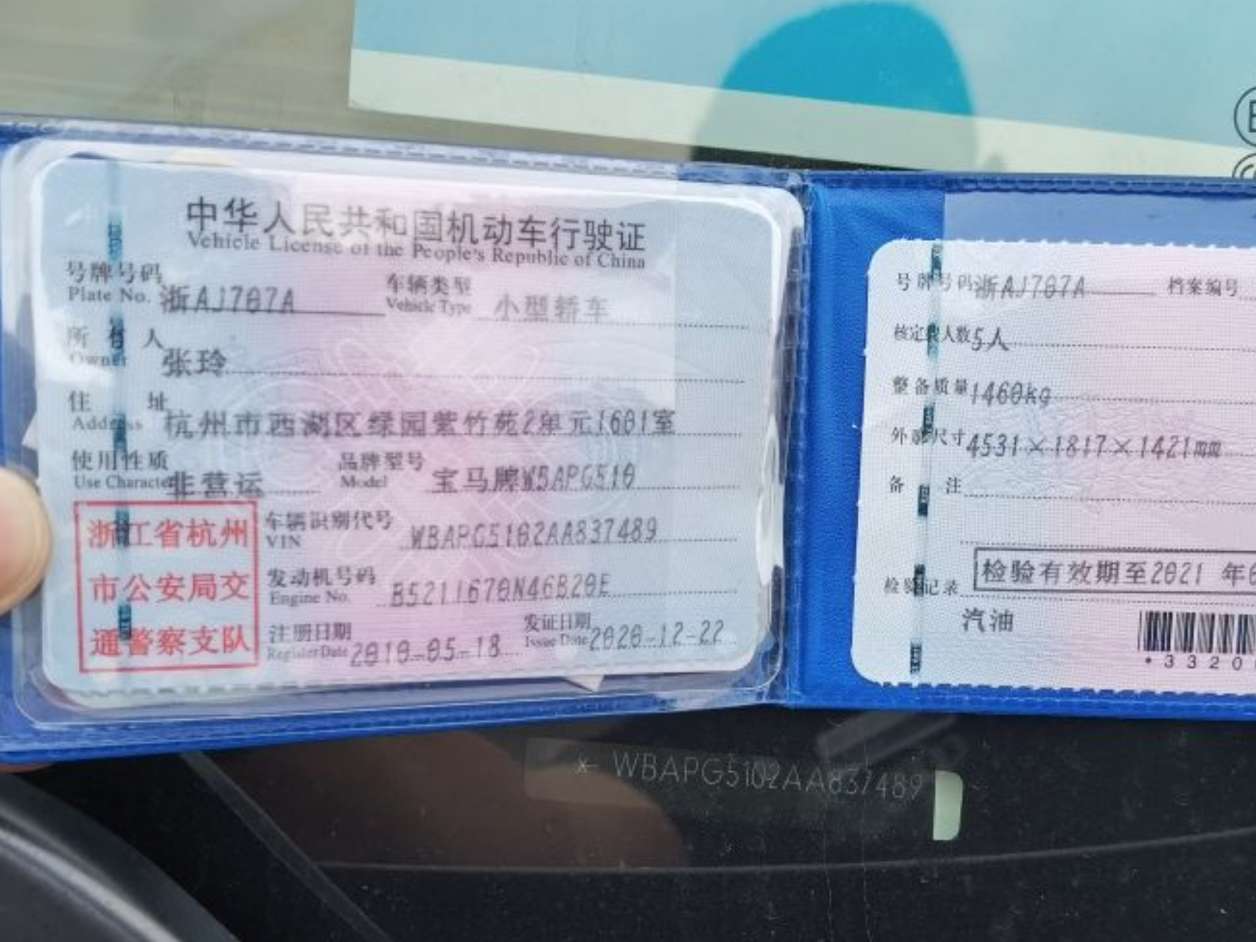 中华人民共和国机动车行驶证
Vehicle License of the People's Republic of China
号牌号码 浙AJ707A 车辆类型 小型轿车
Plate No. Vehicle Type
所有人 张玲
Owner
住址 杭州市西湖区绿园紫竹苑2单元1601室
Address
使用性质 非营运 品牌型号 宝马牌WBAPG510
Use Character Model
浙江省杭州
市公安局交
通警察支队
车辆识别代号 WBAPG5102AA837489
VIN
发动机号码 B5211670N46B20E
Engine No.
注册日期 2010-05-18 发证日期 2020-12-22
Register Date Issue Date
号牌号码 浙AJ707A 档案编号
核定载人数 5人
整备质量 1460kg
外廓尺寸 4531×1817×1421mm
备注
检验记录 检验有效期至2021 年
汽油
*3320
WBAPG5102AA837489